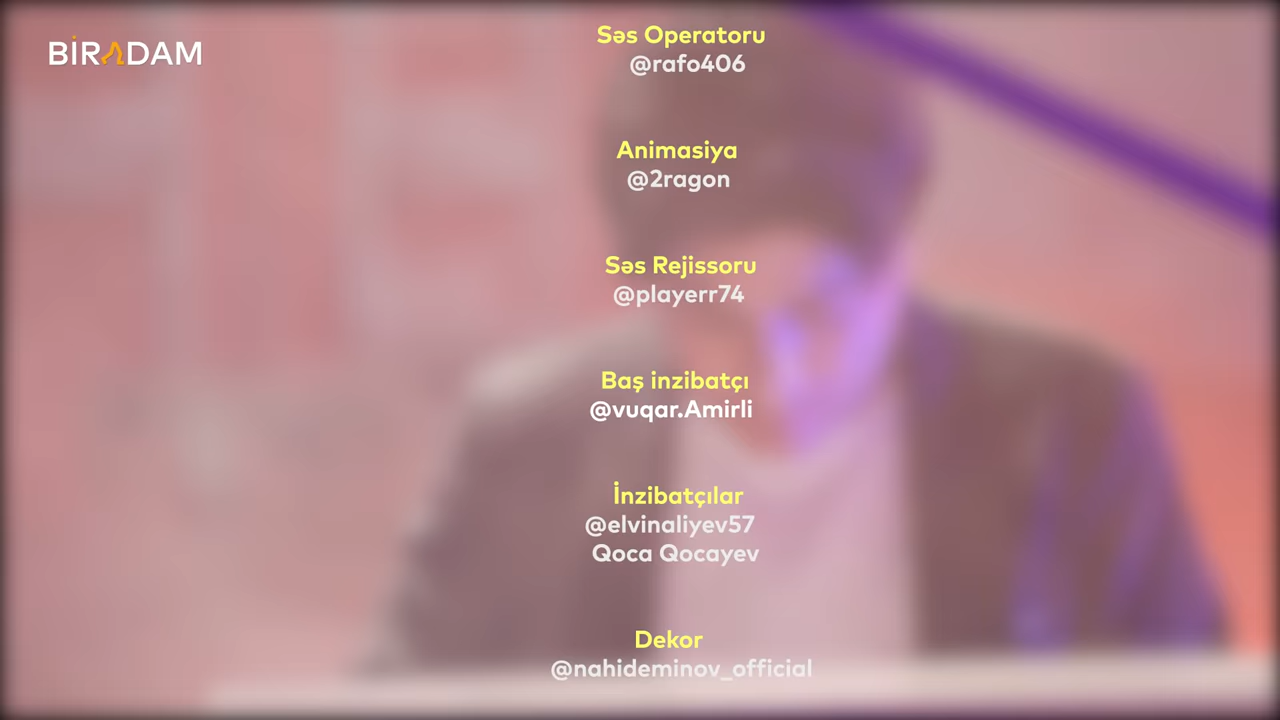 BİRADAM
Səs Operatoru
@rafo406
Animasiya
@2ragon
Səs Rejissoru
@playerr74
Baş inzibatçı
@vuqar.Amirli
İnzibatçılar
@elvinaliyev57
Qoca Qocayev
Dekor
@nahideminov_official